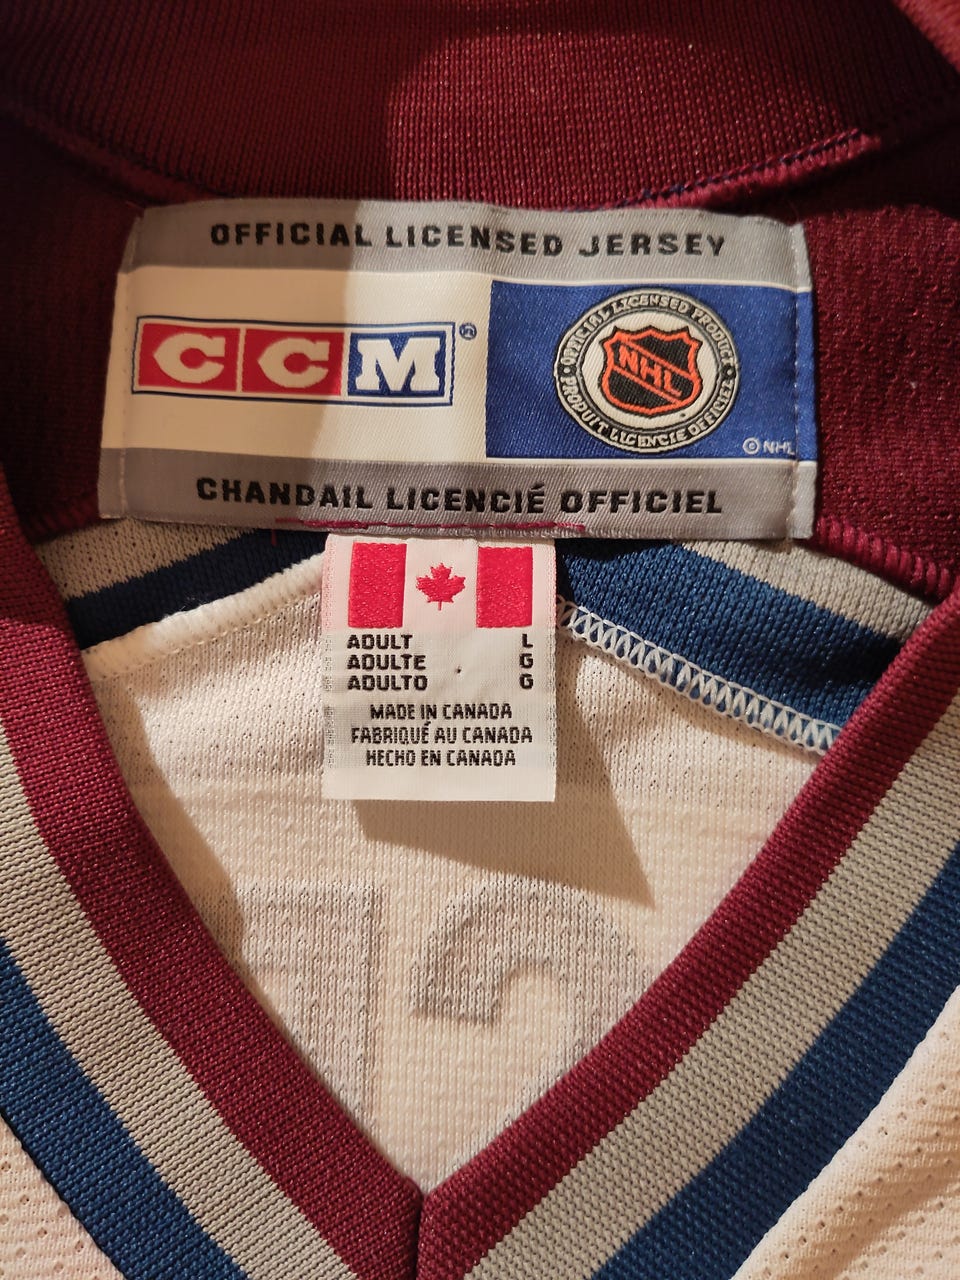 OFFICIAL LICENSED JERSEY
CCM®
OFFICIAL LICENSED PRODUCT
NHL
PRODUIT LICENCIE OFFICIEL
© NHL
CHANDAIL LICENCIÉ OFFICIEL
ADULT L
ADULTE G
ADULTO G
MADE IN CANADA
FABRIQUÉ AU CANADA
HECHO EN CANADA